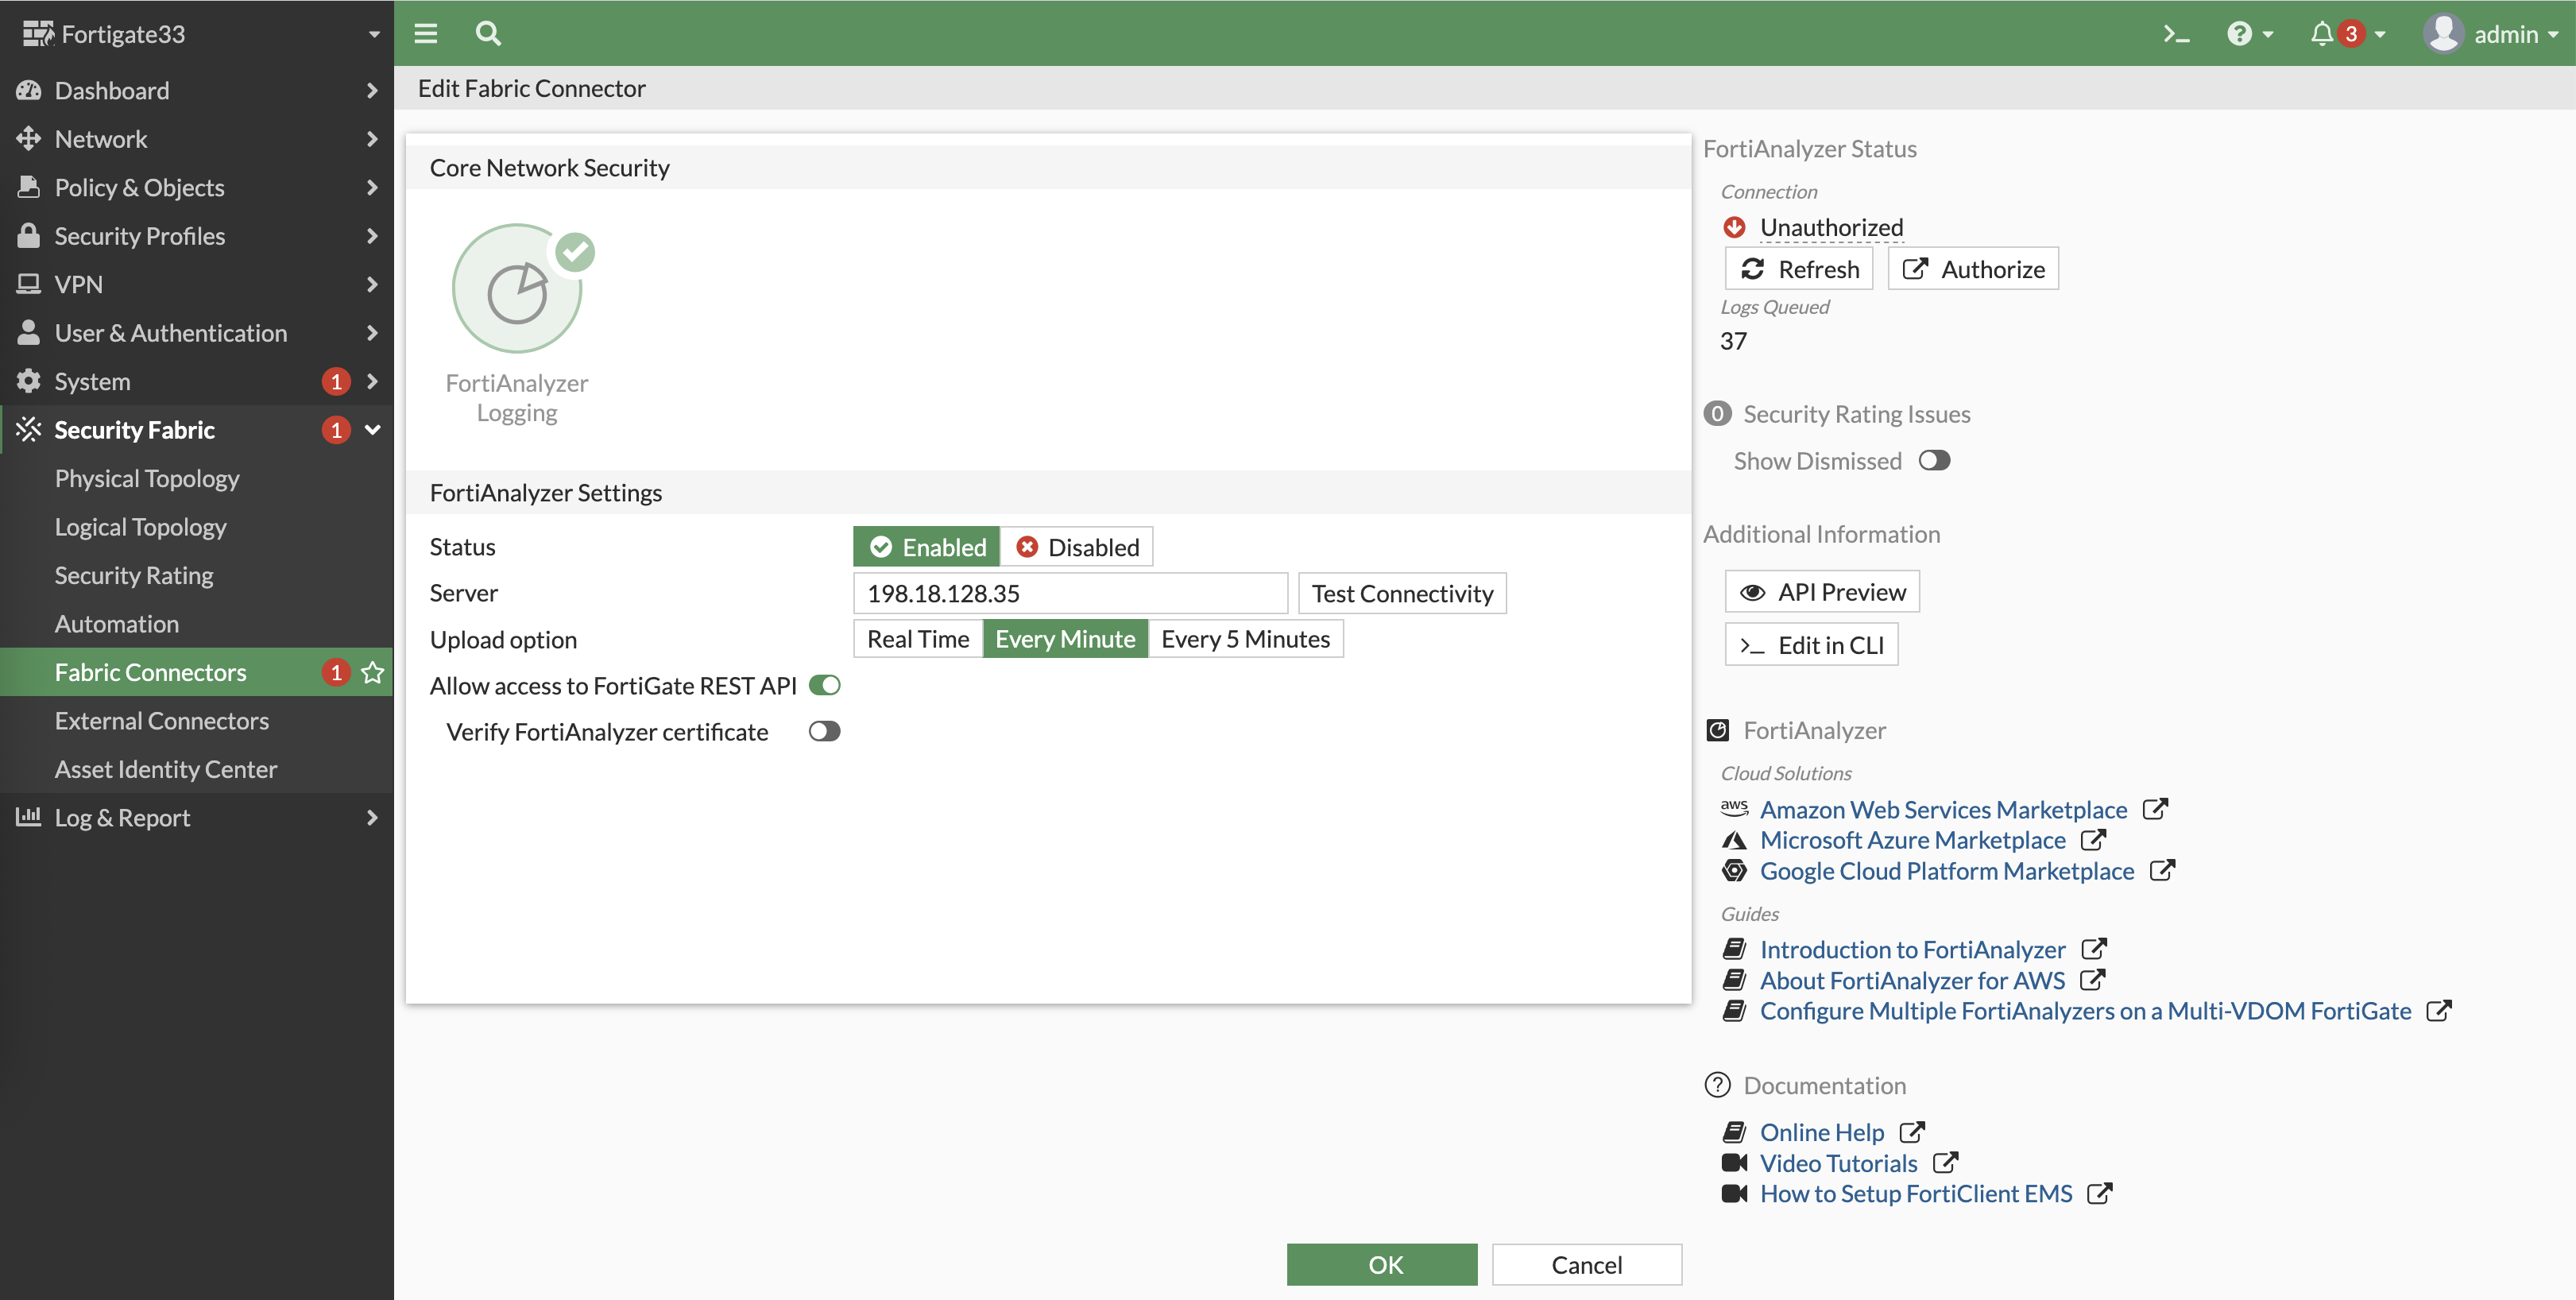 Fortigate33
3
admin
Dashboard
Network
Policy & Objects
Security Profiles
VPN
User & Authentication
System 1
Security Fabric 1
Physical Topology
Logical Topology
Security Rating
Automation
Fabric Connectors 1
External Connectors
Asset Identity Center
Log & Report
Edit Fabric Connector
Core Network Security
FortiAnalyzer
Logging
FortiAnalyzer Settings
Status Enabled Disabled
Server 198.18.128.35 Test Connectivity
Upload option Real Time Every Minute Every 5 Minutes
Allow access to FortiGate REST API
Verify FortiAnalyzer certificate
OK Cancel
FortiAnalyzer Status
Connection
Unauthorized
Refresh Authorize
Logs Queued
37
0 Security Rating Issues
Show Dismissed
Additional Information
API Preview
>_ Edit in CLI
FortiAnalyzer
Cloud Solutions
aws Amazon Web Services Marketplace
Microsoft Azure Marketplace
Google Cloud Platform Marketplace
Guides
Introduction to FortiAnalyzer
About FortiAnalyzer for AWS
Configure Multiple FortiAnalyzers on a Multi-VDOM FortiGate
Documentation
Online Help
Video Tutorials
How to Setup FortiClient EMS